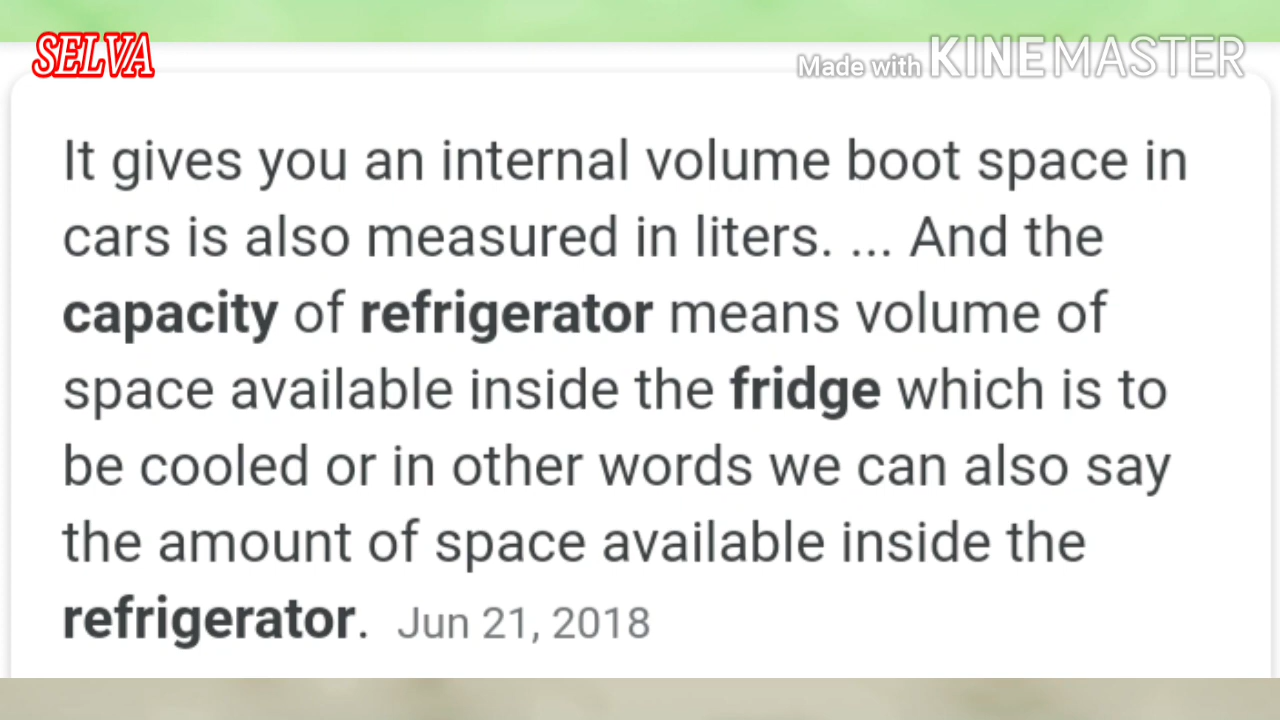 SELVA
Made with KINEMASTER
It gives you an internal volume boot space in
cars is also measured in liters. ... And the
capacity of refrigerator means volume of
space available inside the fridge which is to
be cooled or in other words we can also say
the amount of space available inside the
refrigerator. Jun 21, 2018